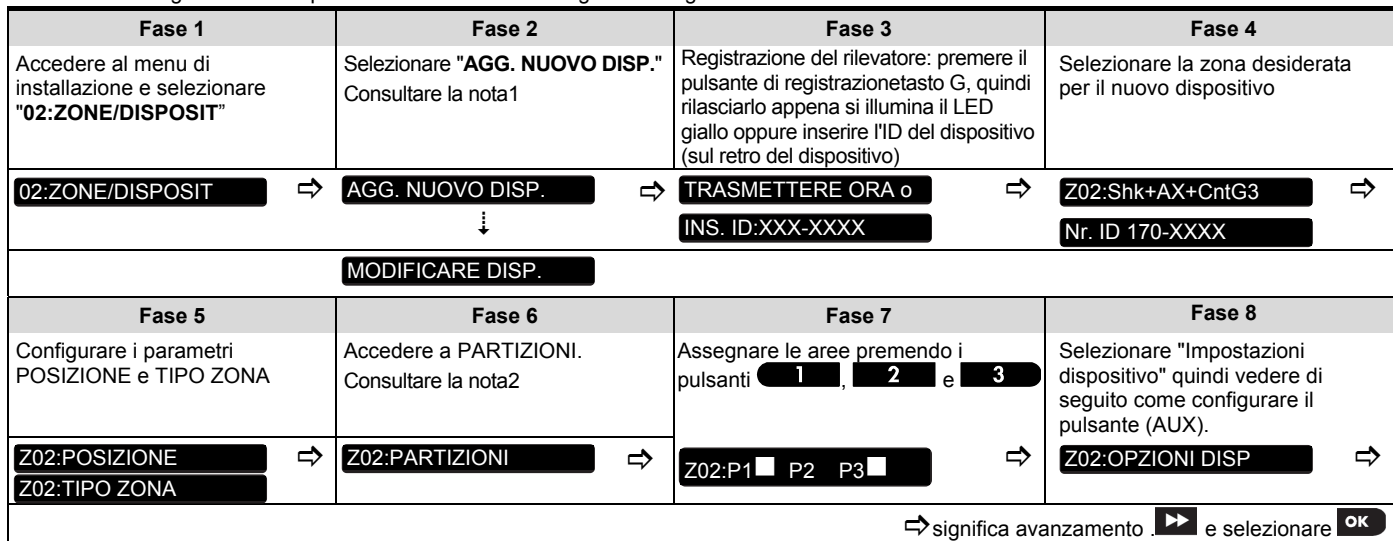 Fase 1
Fase 2
Fase 3
Fase 4
Accedere al menu di
installazione e selezionare
"02:ZONE/DISPOSIT"
Selezionare "AGG. NUOVO DISP."
Consultare la nota1
Registrazione del rilevatore: premere il
pulsante di registrazionetasto G, quindi
rilasciarlo appena si illumina il LED
giallo oppure inserire l'ID del dispositivo
(sul retro del dispositivo)
Selezionare la zona desiderata
per il nuovo dispositivo
02:ZONE/DISPOSIT ⇨
AGG. NUOVO DISP. ⇨
⇣
MODIFICARE DISP.
TRASMETTERE ORA o ⇨
INS. ID:XXX-XXXX
Z02:Shk+AX+CntG3 ⇨
Nr. ID 170-XXXX
Fase 5
Fase 6
Fase 7
Fase 8
Configurare i parametri
POSIZIONE e TIPO ZONA
Accedere a PARTIZIONI.
Consultare la nota2
Assegnare le aree premendo i
pulsanti 1, 2 e 3
Selezionare "Impostazioni
dispositivo" quindi vedere di
seguito come configurare il
pulsante (AUX).
Z02:POSIZIONE ⇨
Z02:TIPO ZONA
Z02:PARTIZIONI ⇨
Z02:P1■ P2 P3■ ⇨
Z02:OPZIONI DISP ⇨
⇨significa avanzamento . e selezionare OK